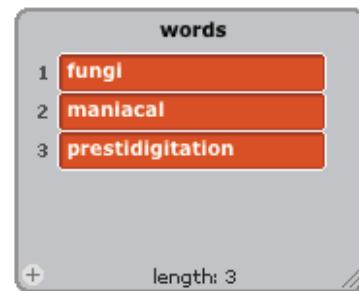 words
1 fungi
2 maniacal
3 prestidigitation
+ length: 3